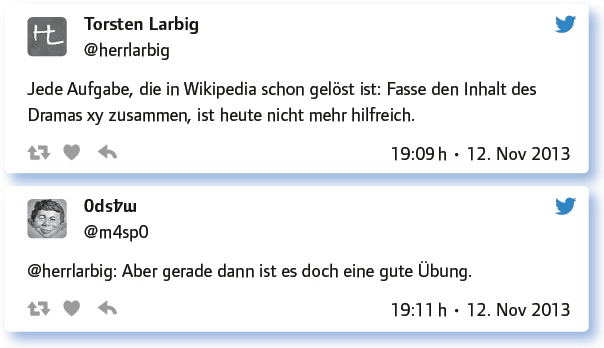 Torsten Larbig
@herrlarbig
Jede Aufgabe, die in Wikipedia schon gelöst ist: Fasse den Inhalt des
Dramas xy zusammen, ist heute nicht mehr hilfreich.
19:09 h • 12. Nov 2013
0ds4m
@m4sp0
@herrlarbig: Aber gerade dann ist es doch eine gute Übung.
19:11 h • 12. Nov 2013